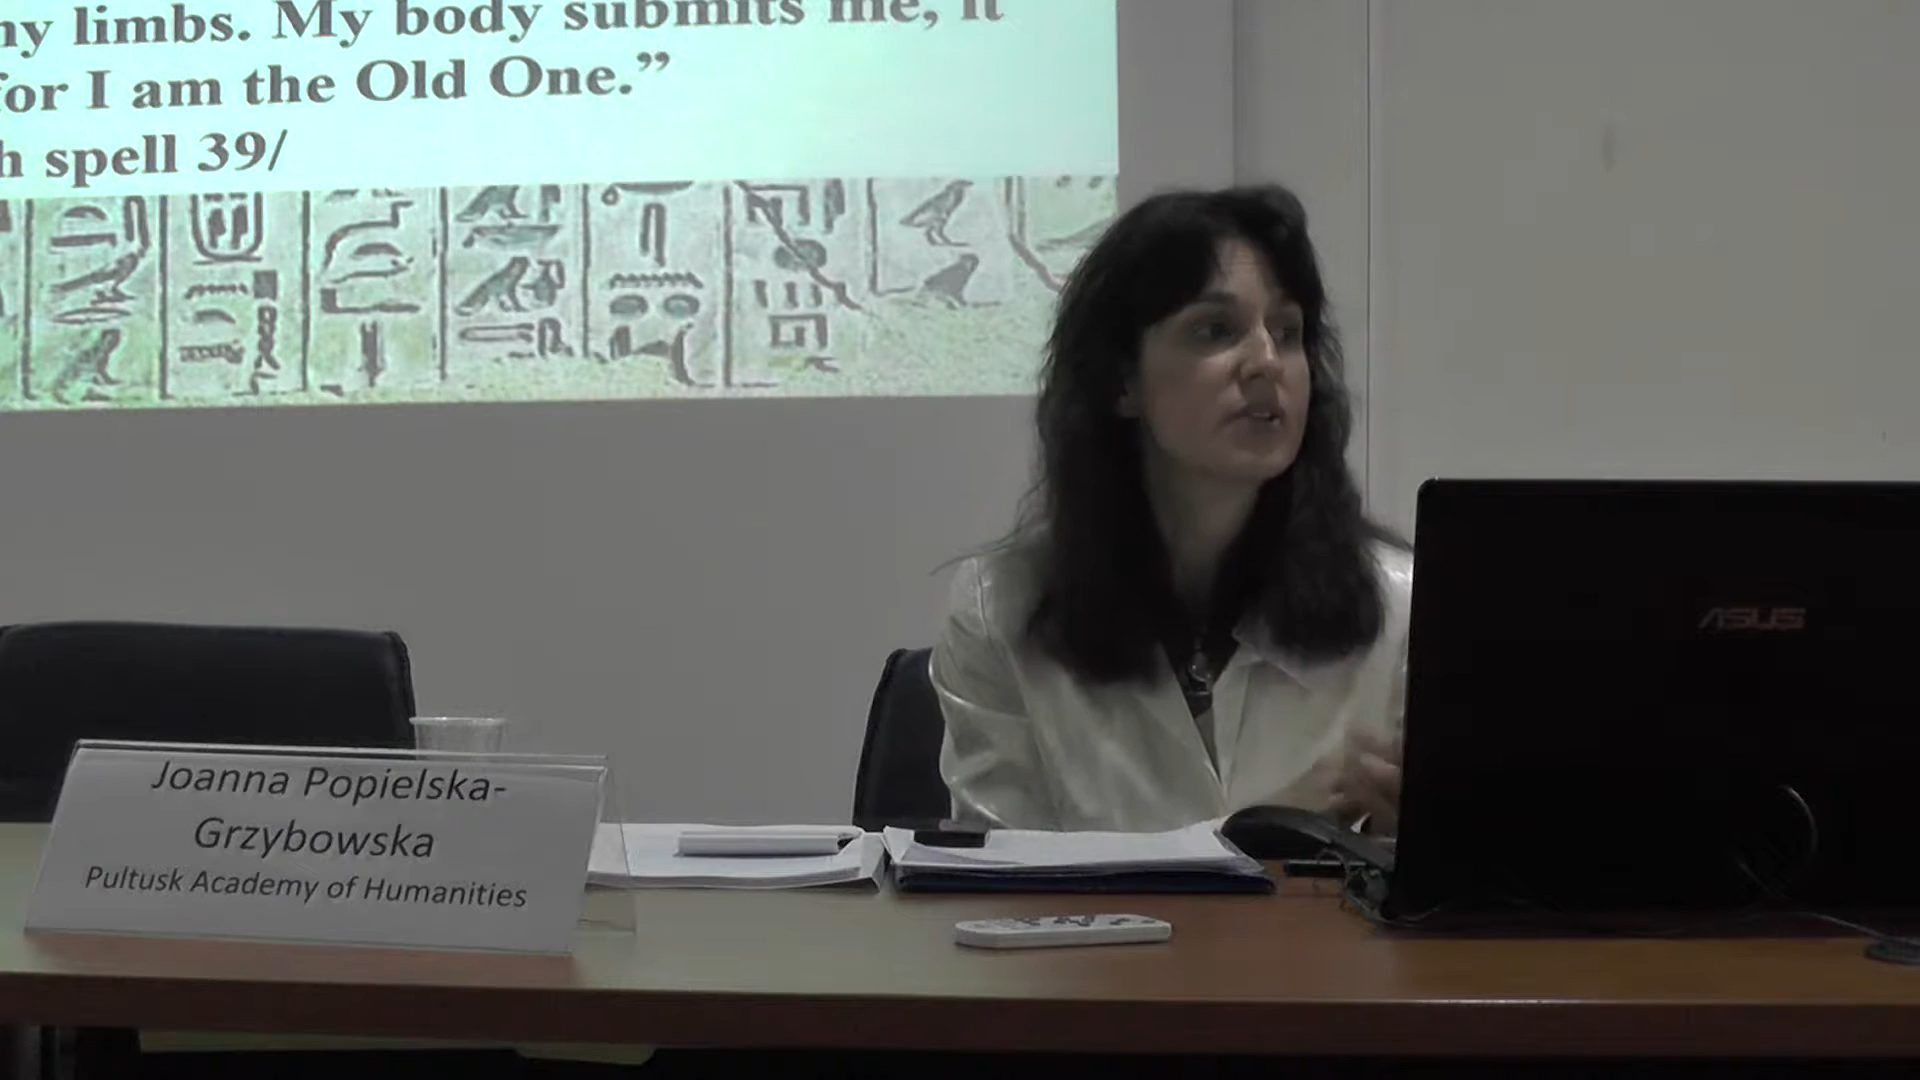 my limbs. My body submits me, it
for I am the Old One.”
h spell 39/
ASUS
Joanna Popielska-
Grzybowska
Pultusk Academy of Humanities